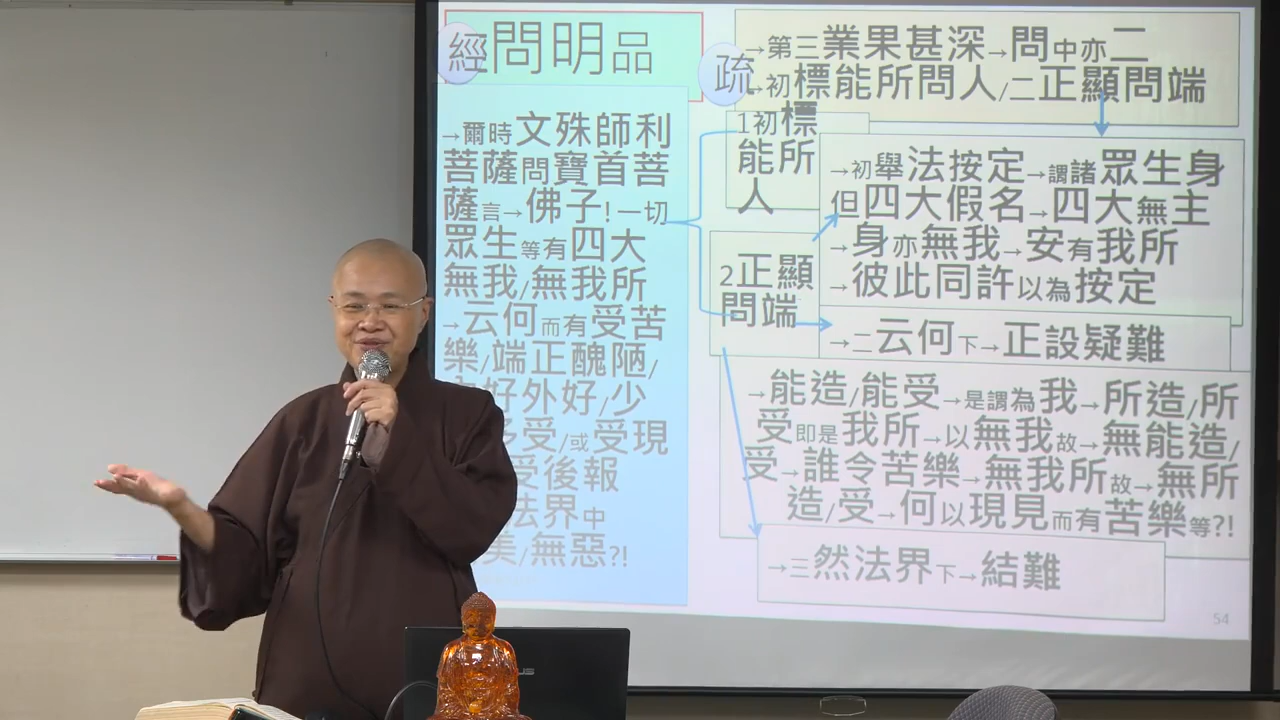 經問明品
→爾時文殊師利
菩薩問寶首菩
薩言→佛子!一切
眾生等有四大
無我/無我所
→云何而有受苦
樂/端正醜陋/
好外好/少
受/或受現
受後報
法界中
美/無惡?!
疏
→第三業果甚深→問中亦二
→初標能所問人/二正顯問端
1初標
能所
人
2正顯
問端
→初舉法按定→謂諸眾生身
但四大假名→四大無主
→身亦無我→安有我所
→彼此同許以為按定
→二云何下→正設疑難
→能造/能受→是謂為我→所造/所
受即是我所→以無我故→無能造/
受→誰令苦樂→無我所故→無所
造/受→何以現見而有苦樂等?!
→三然法界下→結難
54